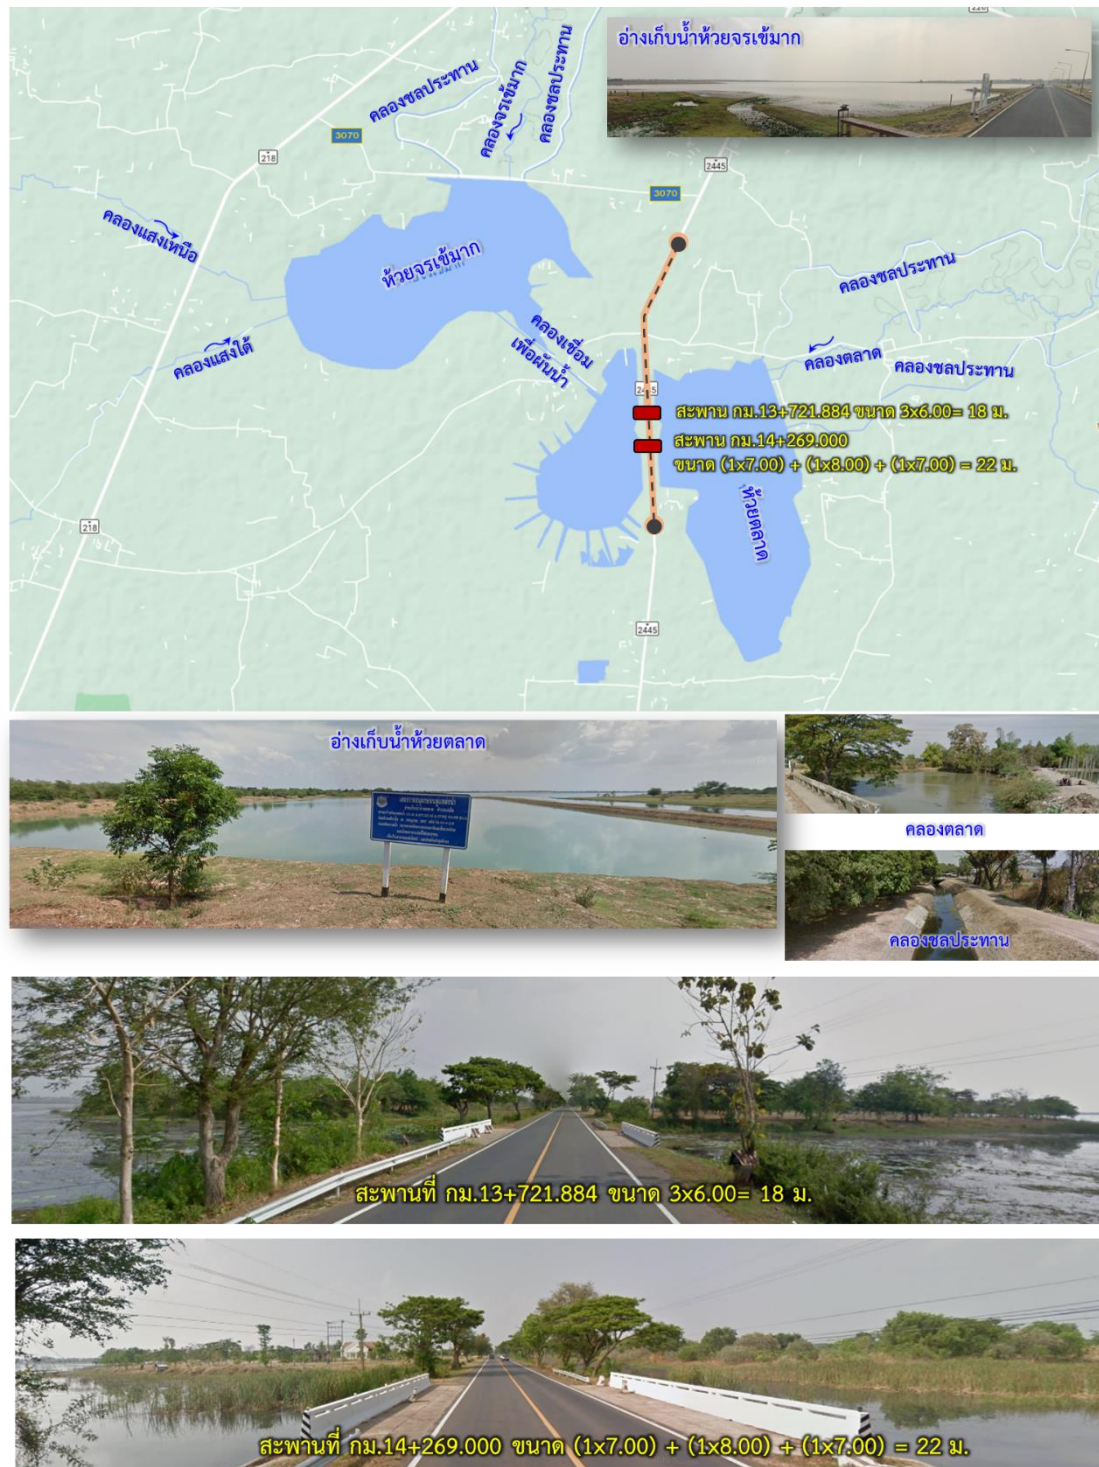 226
อ่างเก็บน้ำห้วยจรเข้มาก
คลองชลประทาน
คลองจรเข้มาก
คลองชลประทาน
3070
218
2445
3070
คลองแสงเหนือ
ห้วยจรเข้มาก
คลองชลประทาน
คลองแสงใต้
คลองเชื่อม
เพื่อผันน้ำ
คลองตลาด
คลองชลประทาน
สะพาน กม.13+721.884 ขนาด 3x6.00= 18 ม.
สะพาน กม.14+269.000
ขนาด (1x7.00) + (1x8.00) + (1x7.00) = 22 ม.
ห้วยตลาด
218
2445
อ่างเก็บน้ำห้วยตลาด
คลองตลาด
คลองชลประทาน
สะพานที่ กม.13+721.884 ขนาด 3x6.00= 18 ม.
สะพานที่ กม.14+269.000 ขนาด (1x7.00) + (1x8.00) + (1x7.00) = 22 ม.